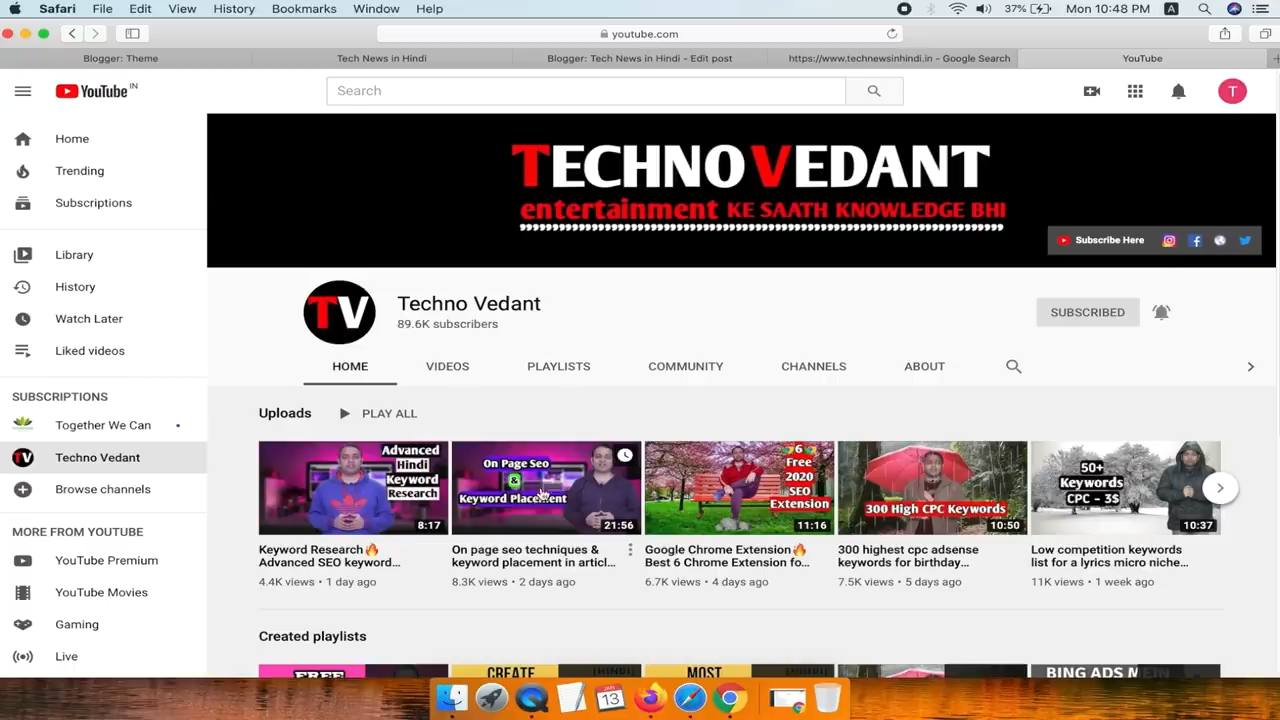 Safari File Edit View History Bookmarks Window Help 37% Mon 10:48 PM A
youtube.com
Blogger: Theme Tech News in Hindi Blogger: Tech News in Hindi - Edit post https://www.technewsinhindi.in - Google Search YouTube
YouTube IN Search T
Home
Trending
Subscriptions
Library
History
Watch Later
Liked videos
SUBSCRIPTIONS
Together We Can
TV Techno Vedant
Browse channels
MORE FROM YOUTUBE
YouTube Premium
YouTube Movies
Gaming
Live
TECHNOVEDANT
entertainment KE SAATH KNOWLEDGE BHI
Subscribe Here
TV
Techno Vedant
89.6K subscribers
SUBSCRIBED
HOME VIDEOS PLAYLISTS COMMUNITY CHANNELS ABOUT
Uploads PLAY ALL
Advanced
Hindi
Keyword
Research
8:17
Keyword Research🔥
Advanced SEO keyword...
4.4K views • 1 day ago
On Page Seo
&
Keyword Placement
21:56
On page seo techniques &
keyword placement in articl...
8.3K views • 2 days ago
6
Free
2020
SEO
Extension
11:16
Google Chrome Extension🔥
Best 6 Chrome Extension fo...
6.7K views • 4 days ago
300 High CPC Keywords
10:50
300 highest cpc adsense
keywords for birthday...
7.5K views • 5 days ago
50+
Keywords
CPC - 3$
10:37
Low competition keywords
list for a lyrics micro niche...
11K views • 1 week ago
Created playlists
FREE
CREATE
MOST
BING ADS MEIN
JAN
13